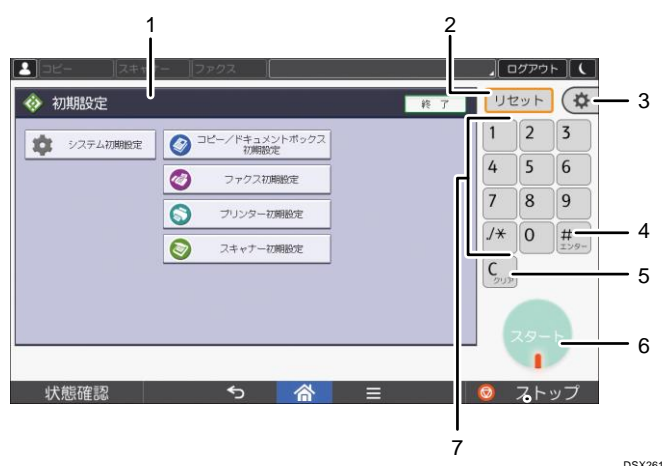 1
2
コピー スキャナー ファクス ログアウト
初期設定 終 了 リセット
3
システム初期設定 コピー/ドキュメントボックス
初期設定
1 2 3
ファクス初期設定
4 5 6
プリンター初期設定
7 8 9
スキャナー初期設定
./* 0 #
エンター
4
C
クリア
5
スタート
6
状態確認 ストップ
7
DSX261